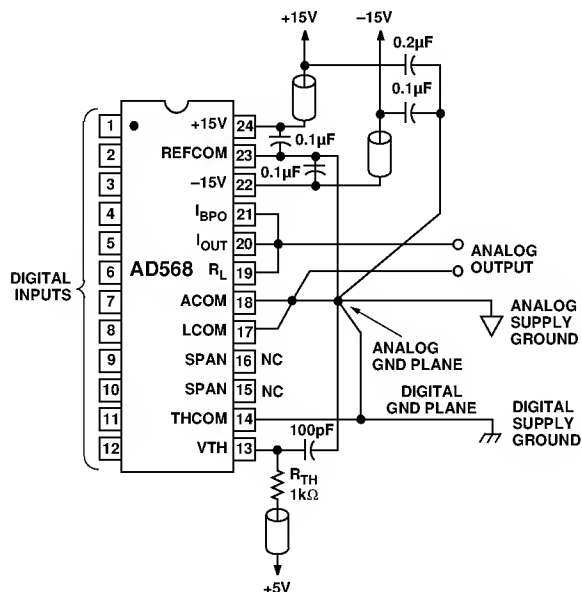 +15V
−15V
0.2µF
0.1µF
1
2
3
4
5
6
7
8
9
10
11
12
DIGITAL
INPUTS
AD568
+15V
REFCOM
−15V
IBPO
IOUT
RL
ACOM
LCOM
SPAN
SPAN
THCOM
VTH
24
23
22
21
20
19
18
17
16 NC
15 NC
14
13
0.1µF
0.1µF
ANALOG
OUTPUT
ANALOG
GND PLANE
ANALOG
SUPPLY
GROUND
DIGITAL
GND PLANE
DIGITAL
SUPPLY
GROUND
100pF
RTH
1kΩ
+5V